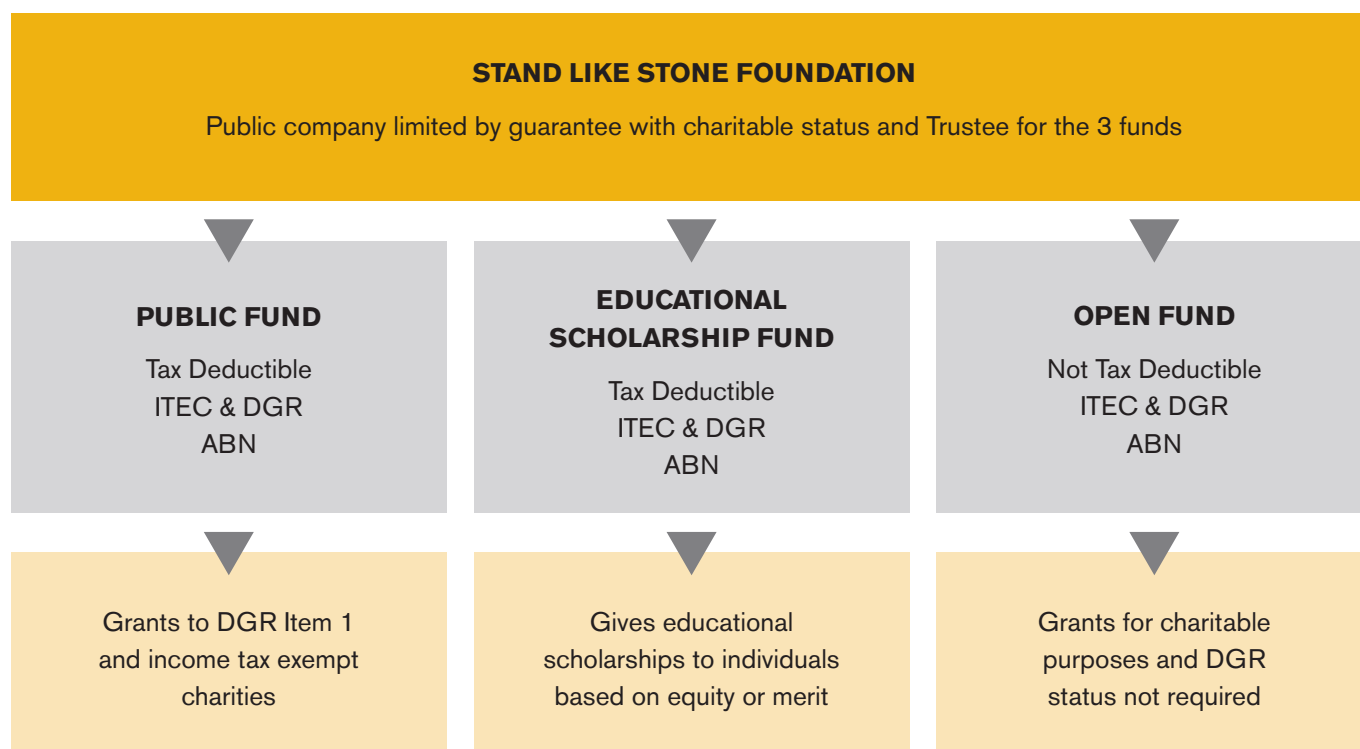 STAND LIKE STONE FOUNDATION
Public company limited by guarantee with charitable status and Trustee for the 3 funds
PUBLIC FUND
Tax Deductible
ITEC & DGR
ABN
EDUCATIONAL
SCHOLARSHIP FUND
Tax Deductible
ITEC & DGR
ABN
OPEN FUND
Not Tax Deductible
ITEC & DGR
ABN
Grants to DGR Item 1
and income tax exempt
charities
Gives educational
scholarships to individuals
based on equity or merit
Grants for charitable
purposes and DGR
status not required